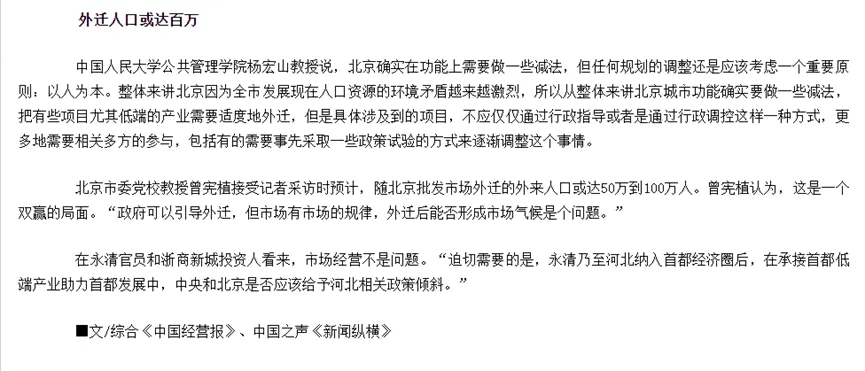 外迁人口或达百万
中国人民大学公共管理学院杨宏山教授说，北京确实在功能上需要做一些减法，但任何规划的调整还是应该考虑一个重要原
则：以人为本。整体来讲北京因为全市发展现在人口资源的环境矛盾越来越激烈，所以从整体来讲北京城市功能确实要做一些减法，
把有些项目尤其低端的产业需要适度地外迁，但是具体涉及到的项目，不应仅仅通过行政指导或者是通过行政调控这样一种方式，更
多地需要相关多方的参与，包括有的需要事先采取一些政策试验的方式来逐渐调整这个事情。
北京市委党校教授曾宪植接受记者采访时预计，随北京批发市场外迁的外来人口或达50万到100万人。曾宪植认为，这是一个
双赢的局面。“政府可以引导外迁，但市场有市场的规律，外迁后能否形成市场气候是个问题。”
在永清官员和浙商新城投资人看来，市场经营不是问题。“迫切需要的是，永清乃至河北纳入首都经济圈后，在承接首都低
端产业助力首都发展中，中央和北京是否应该给予河北相关政策倾斜。”
■文/综合《中国经营报》、中国之声《新闻纵横》